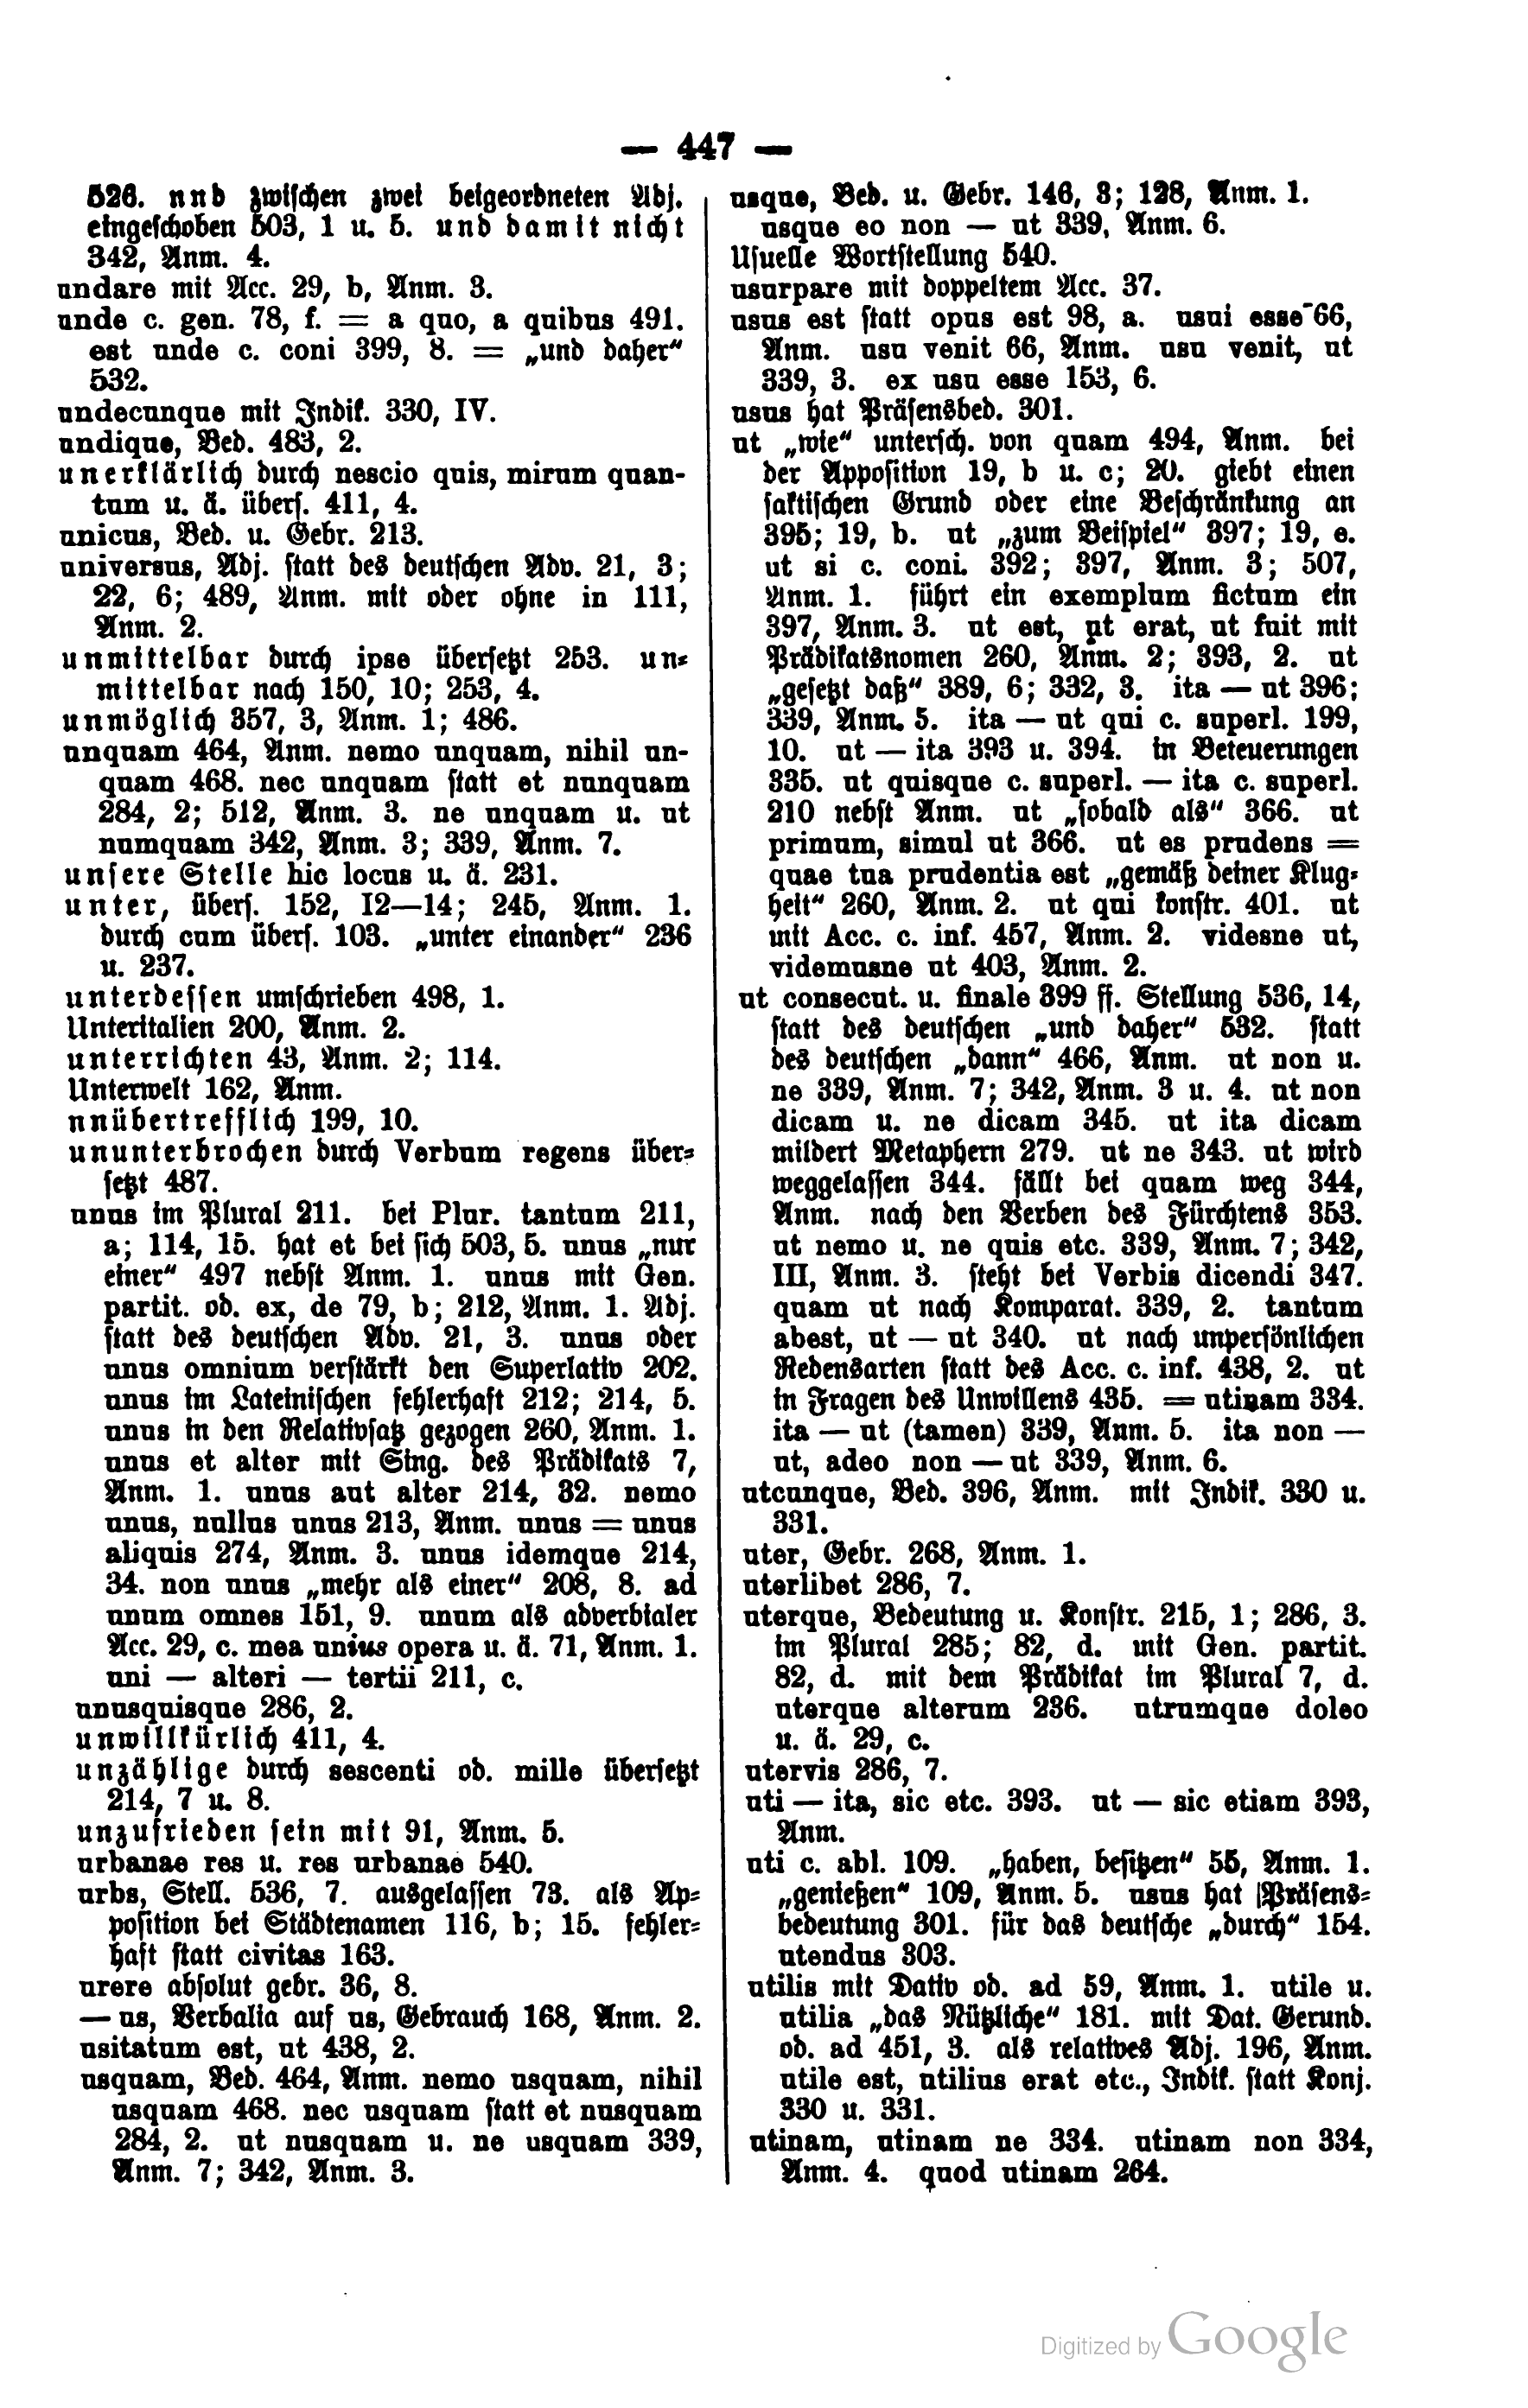 — 447 —
526. nnd zwischen zwei beigeordneten Adj.
eingeschoben 503, 1 u. 5. und damit nicht
342, Anm. 4.
undare mit Acc. 29, b, Anm. 3.
unde c. gen. 78, f. = a quo, a quibus 491.
est unde c. coni 399, 8. = „und daher“
532.
undecunque mit Indik. 330, IV.
undique, Bed. 483, 2.
unerklärlich durch nescio quis, mirum quan-
tum u. ä. übers. 411, 4.
unicus, Bed. u. Gebr. 213.
universus, Adj. statt des deutschen Adv. 21, 3;
22, 6; 489, Anm. mit oder ohne in 111,
Anm. 2.
unmittelbar durch ipse übersetzt 253. un-
mittelbar nach 150, 10; 253, 4.
unmöglich 357, 3, Anm. 1; 486.
unquam 464, Anm. nemo unquam, nihil un-
quam 468. nec unquam statt et nunquam
284, 2; 512, Anm. 3. ne unquam u. ut
numquam 342, Anm. 3; 339, Anm. 7.
unsere Stelle hic locus u. ä. 231.
unter, übers. 152, 12—14; 245, Anm. 1.
durch cum übers. 103. „unter einander“ 236
u. 237.
unterdessen umschrieben 498, 1.
Unteritalien 200, Anm. 2.
unterrichten 43, Anm. 2; 114.
Unterwelt 162, Anm.
nnübertrefflich 199, 10.
ununterbrochen durch Verbum regens über-
setzt 487.
unus im Plural 211. bei Plur. tantum 211,
a; 114, 15. hat et bei sich 503, 5. unus „nur
einer“ 497 nebst Anm. 1. unus mit Gen.
partit. od. ex, de 79, b; 212, Anm. 1. Adj.
statt des deutschen Adv. 21, 3. unus oder
unus omnium verstärkt den Superlativ 202.
unus im Lateinischen fehlerhaft 212; 214, 5.
unus in den Relativsatz gezogen 260, Anm. 1.
unus et alter mit Sing. des Prädikats 7,
Anm. 1. unus aut alter 214, 32. nemo
unus, nullus unus 213, Anm. unus = unus
aliquis 274, Anm. 3. unus idemque 214,
34. non unus „mehr als einer“ 208, 8. ad
unum omnes 151, 9. unum als adverbialer
Acc. 29, c. mea unius opera u. ä. 71, Anm. 1.
uni — alteri — tertii 211, c.
unusquisque 286, 2.
unwillkürlich 411, 4.
unzählige durch sescenti od. mille übersetzt
214, 7 u. 8.
unzufrieden sein mit 91, Anm. 5.
urbanae res u. res urbanae 540.
urbs, Stell. 536, 7. ausgelassen 73. als Ap-
position bei Städtenamen 116, b; 15. fehler-
haft statt civitas 163.
urere absolut gebr. 36, 8.
— us, Verbalia auf us, Gebrauch 168, Anm. 2.
usitatum est, ut 438, 2.
usquam, Bed. 464, Anm. nemo usquam, nihil
usquam 468. nec usquam statt et nusquam
284, 2. ut nusquam u. ne usquam 339,
Anm. 7; 342, Anm. 3.
usque, Bed. u. Gebr. 146, 3; 128, Anm. 1.
usque eo non — ut 339, Anm. 6.
Usuelle Wortstellung 540.
usurpare mit doppeltem Acc. 37.
usus est statt opus est 98, a. usui esse 66,
Anm. usu venit 66, Anm. usu venit, ut
339, 3. ex usu esse 153, 6.
usus hat Präsensbed. 301.
ut „wie“ untersch. von quam 494, Anm. bei
der Apposition 19, b u. c; 20. giebt einen
faktischen Grund oder eine Beschränkung an
395; 19, b. ut „zum Beispiel“ 397; 19, e.
ut si c. coni. 392; 397, Anm. 3; 507,
Anm. 1. führt ein exemplum fictum ein
397, Anm. 3. ut est, ut erat, ut fuit mit
Prädikatsnomen 260, Anm. 2; 393, 2. ut
„gesetzt daß“ 389, 6; 332, 3. ita — ut 396;
339, Anm. 5. ita — ut qui c. superl. 199,
10. ut — ita 393 u. 394. in Beteuerungen
335. ut quisque c. superl. — ita c. superl.
210 nebst Anm. ut „sobald als“ 366. ut
primum, simul ut 366. ut es prudens =
quae tua prudentia est „gemäß deiner Klug-
heit“ 260, Anm. 2. ut qui konstr. 401. ut
mit Acc. c. inf. 457, Anm. 2. videsne ut,
videmusne ut 403, Anm. 2.
ut consecut. u. finale 399 ff. Stellung 536, 14,
statt des deutschen „und daher“ 532. statt
des deutschen „dann“ 466, Anm. ut non u.
ne 339, Anm. 7; 342, Anm. 3 u. 4. ut non
dicam u. ne dicam 345. ut ita dicam
mildert Metaphern 279. ut ne 343. ut wird
weggelassen 344. fällt bei quam weg 344,
Anm. nach den Verben des Fürchtens 353.
ut nemo u. ne quis etc. 339, Anm. 7; 342,
III, Anm. 3. steht bei Verbis dicendi 347.
quam ut nach Komparat. 339, 2. tantum
abest, ut — ut 340. ut nach unpersönlichen
Redensarten statt des Acc. c. inf. 438, 2. ut
in Fragen des Unwillens 435. = utinam 334.
ita — ut (tamen) 339, Anm. 5. ita non —
ut, adeo non — ut 339, Anm. 6.
utcunque, Bed. 396, Anm. mit Indik. 330 u.
331.
uter, Gebr. 268, Anm. 1.
uterlibet 286, 7.
uterque, Bedeutung u. Konstr. 215, 1; 286, 3.
im Plural 285; 82, d. mit Gen. partit.
82, d. mit dem Prädikat im Plural 7, d.
uterque alterum 236. utrumque doleo
u. ä. 29, c.
utervis 286, 7.
uti — ita, sic etc. 393. ut — sic etiam 393,
Anm.
uti c. abl. 109. „haben, besitzen“ 55, Anm. 1.
„genießen“ 109, Anm. 5. usus hat Präsens-
bedeutung 301. für das deutsche „durch“ 154.
utendus 303.
utilis mit Dativ od. ad 59, Anm. 1. utile u.
utilia „das Nützliche“ 181. mit Dat. Gerund.
od. ad 451, 3. als relatives Adj. 196, Anm.
utile est, utilius erat etc., Indik. statt Konj.
330 u. 331.
utinam, utinam ne 334. utinam non 334,
Anm. 4. quod utinam 264.
Digitized by Google